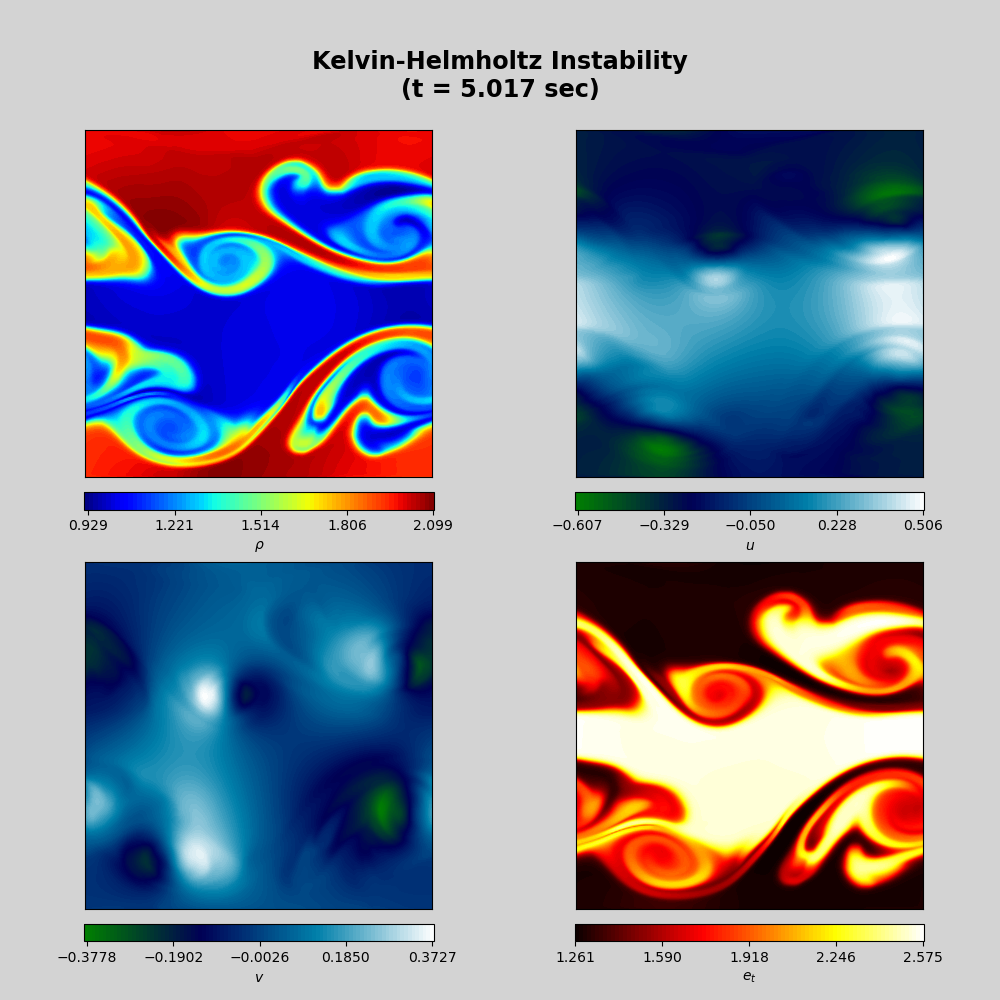 Kelvin-Helmholtz Instability
(t = 5.017 sec)
0.929 1.221 1.514 1.806 2.099
ρ
−0.607 −0.329 −0.050 0.228 0.506
u
−0.3778 −0.1902 −0.0026 0.1850 0.3727
v
1.261 1.590 1.918 2.246 2.575
eₜ